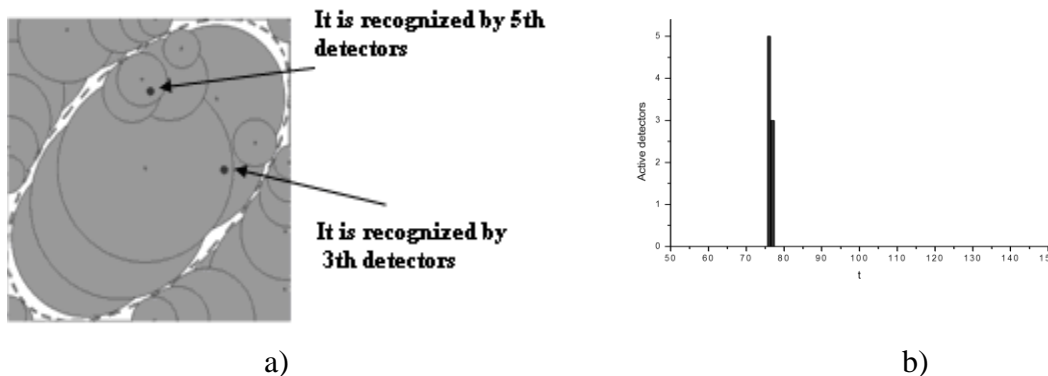 It is recognized by 5th
detectors
It is recognized by
3th detectors
a)
Active detectors
5
4
3
2
1
0
50 60 70 80 90 100 110 120 130 140
t
b)